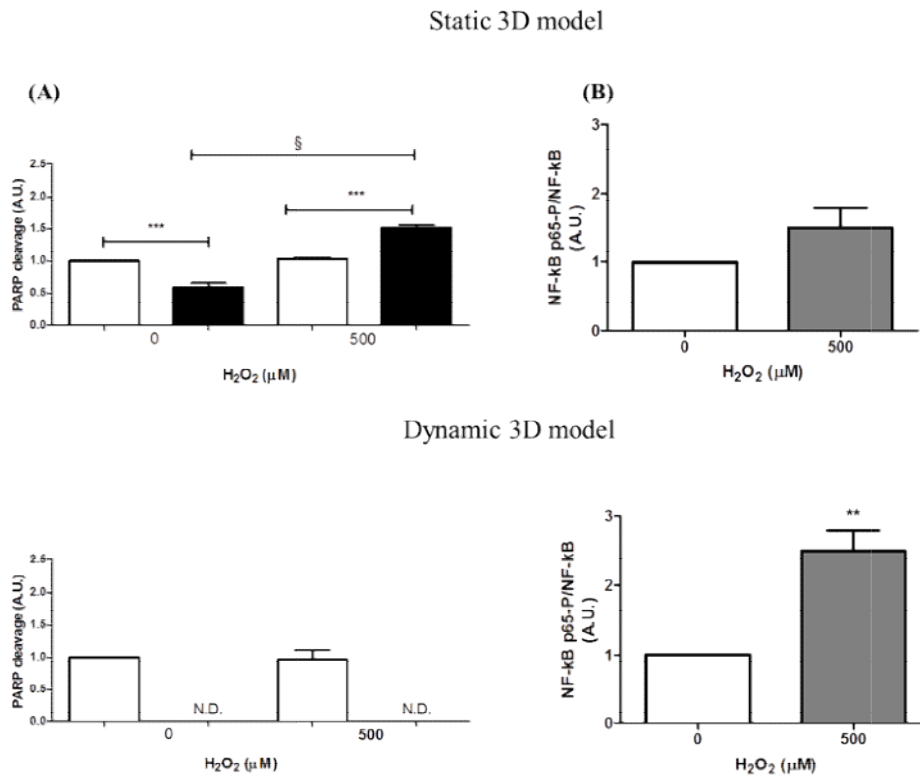 Static 3D model
(A)
§
***
***
PARP cleavage (A.U.)
2.5
2.0
1.5
1.0
0.5
0.0
0
500
H₂O₂ (μM)
(B)
NF-kB p65-P/NF-kB
(A.U.)
3
2
1
0
0
500
H₂O₂ (μM)
Dynamic 3D model
PARP cleavage (A.U.)
2.5
2.0
1.5
1.0
0.5
0.0
N.D.
N.D.
0
500
H₂O₂ (μM)
NF-kB p65-P/NF-kB
(A.U.)
3
2
1
0
**
0
500
H₂O₂ (μM)